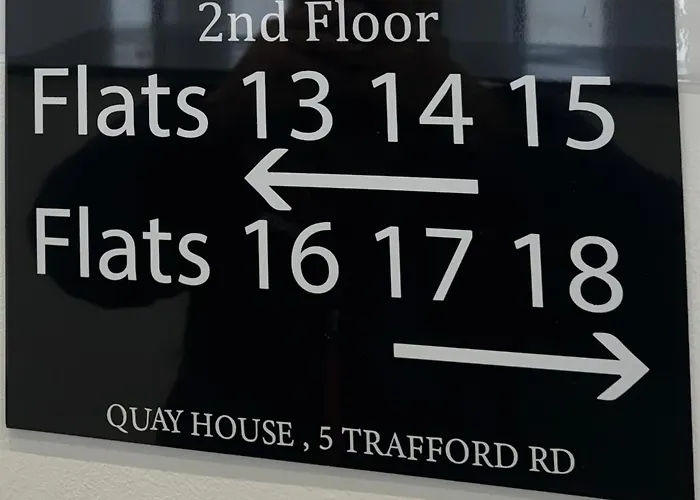 2nd Floor
Flats 13 14 15
Flats 16 17 18
QUAY HOUSE , 5 TRAFFORD RD